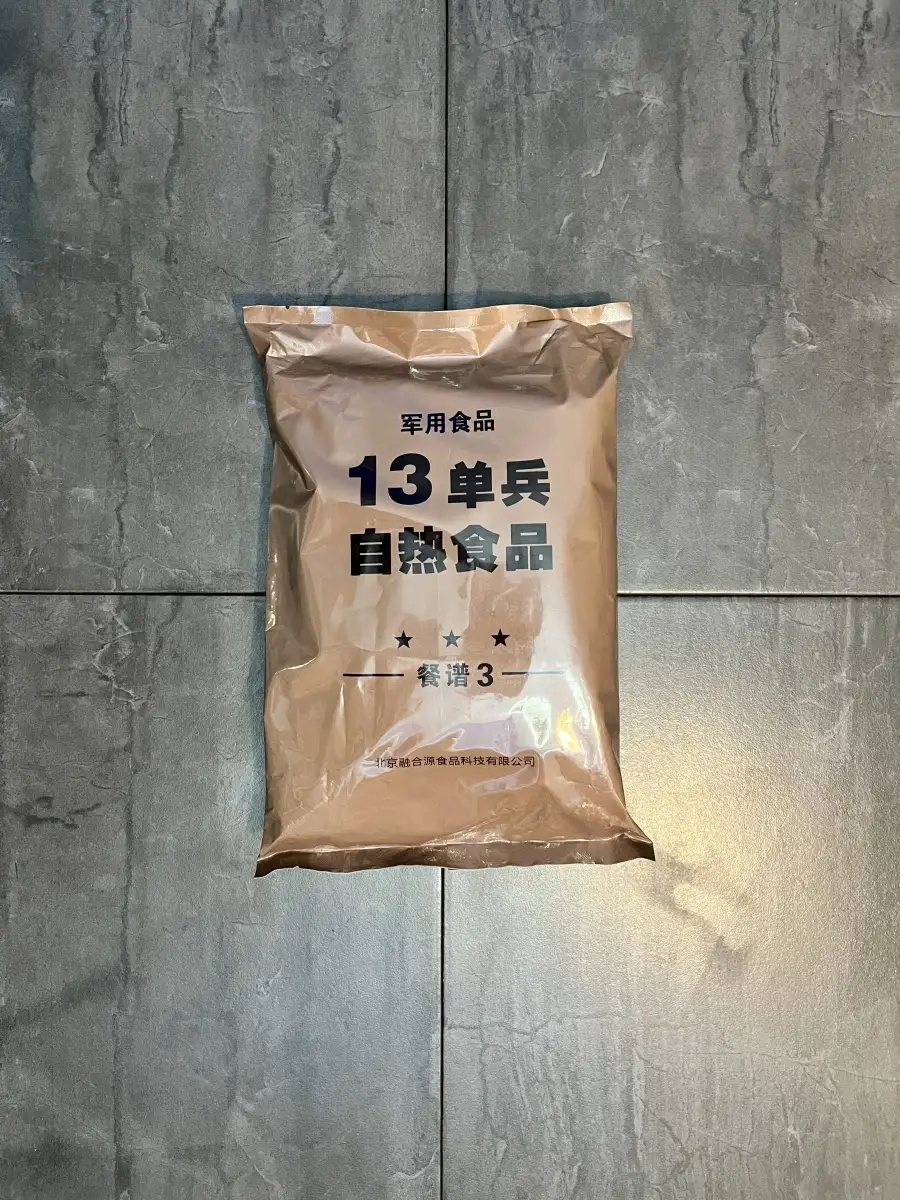 军用食品
13 单兵
自热食品
★ ★ ★
餐谱 3
北京融合源食品科技有限公司